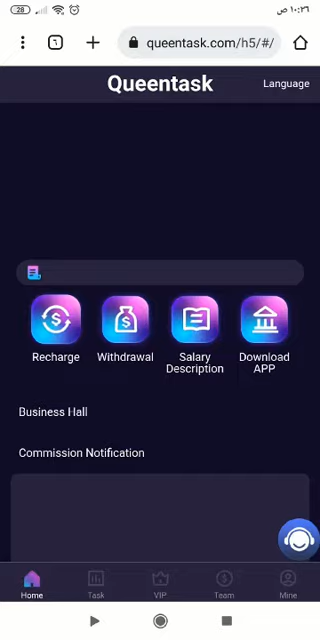 28
١٠:٢٦ ص
queentask.com/h5/#/
Queentask
Language
Recharge
Withdrawal
Salary
Description
Download
APP
Business Hall
Commission Notification
Home
Task
VIP
Team
Mine